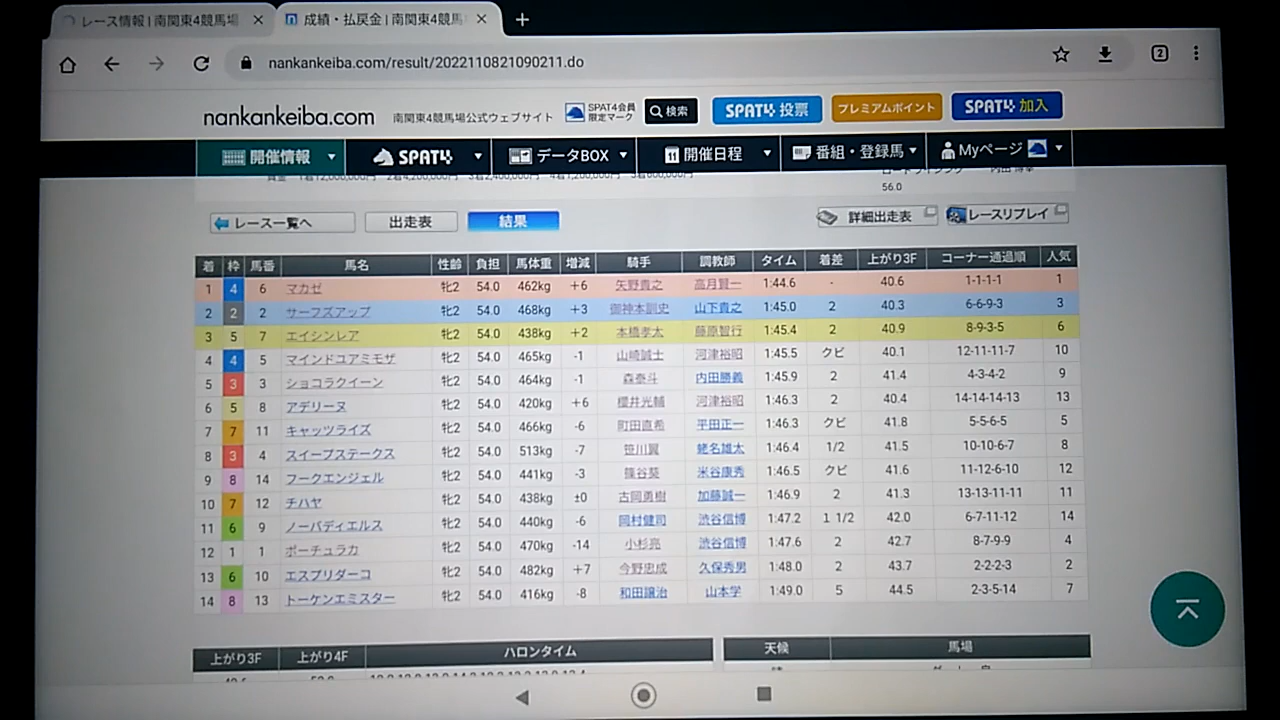 レース情報 | 南関東4競馬場
成績・払戻金 | 南関東4競馬
nankankeiba.com/result/2022110821090211.do
2
nankankeiba.com 南関東4競馬場公式ウェブサイト
SPAT4会員
限定マーク
検索
SPAT4 投票
プレミアムポイント
SPAT4 加入
開催情報 SPAT4 データBOX 11 開催日程 番組・登録馬 Myページ
56.0
レース一覧へ 出走表 結果 詳細出走表 レースリプレイ
着 枠 馬番 馬名 性齢 負担 馬体重 増減 騎手 調教師 タイム 着差 上がり3F コーナー通過順 人気
1 4 6 マカゼ 牝2 54.0 462kg +6 矢野貴之 高月賢一 1:44.6 - 40.6 1-1-1-1 1
2 2 2 サーフズアップ 牝2 54.0 468kg +3 御神本訓史 山下貴之 1:45.0 2 40.3 6-6-9-3 3
3 5 7 エイシンレア 牝2 54.0 438kg +2 本橋孝太 藤原智行 1:45.4 2 40.9 8-9-3-5 6
4 4 5 マインドユアミモザ 牝2 54.0 465kg -1 山崎誠士 河津裕昭 1:45.5 クビ 40.1 12-11-11-7 10
5 3 3 ショコラクイーン 牝2 54.0 464kg -1 森泰斗 内田勝義 1:45.9 2 41.4 4-3-4-2 9
6 5 8 アデリーヌ 牝2 54.0 420kg +6 櫻井光輔 河津裕昭 1:46.3 2 40.4 14-14-14-13 13
7 7 11 キャッツライズ 牝2 54.0 466kg -6 町田直希 平田正一 1:46.3 クビ 41.8 5-5-6-5 5
8 3 4 スイープステークス 牝2 54.0 513kg -7 笹川翼 蛯名雄太 1:46.4 1/2 41.5 10-10-6-7 8
9 8 14 フークエンジェル 牝2 54.0 441kg -3 篠谷葵 米谷康秀 1:46.5 クビ 41.6 11-12-6-10 12
10 7 12 チハヤ 牝2 54.0 438kg ±0 古岡勇樹 加藤誠一 1:46.9 2 41.3 13-13-11-11 11
11 6 9 ノーバディエルス 牝2 54.0 440kg -6 岡村健司 渋谷信博 1:47.2 1 1/2 42.0 6-7-11-12 14
12 1 1 ポーチュラカ 牝2 54.0 470kg -14 小杉亮 渋谷信博 1:47.6 2 42.7 8-7-9-9 4
13 6 10 エスプリダーコ 牝2 54.0 482kg +7 今野忠成 久保秀男 1:48.0 2 43.7 2-2-2-3 2
14 8 13 トーケンエミスター 牝2 54.0 416kg -8 和田譲治 山本学 1:49.0 5 44.5 2-3-5-14 7
上がり3F 上がり4F ハロンタイム 天候 馬場